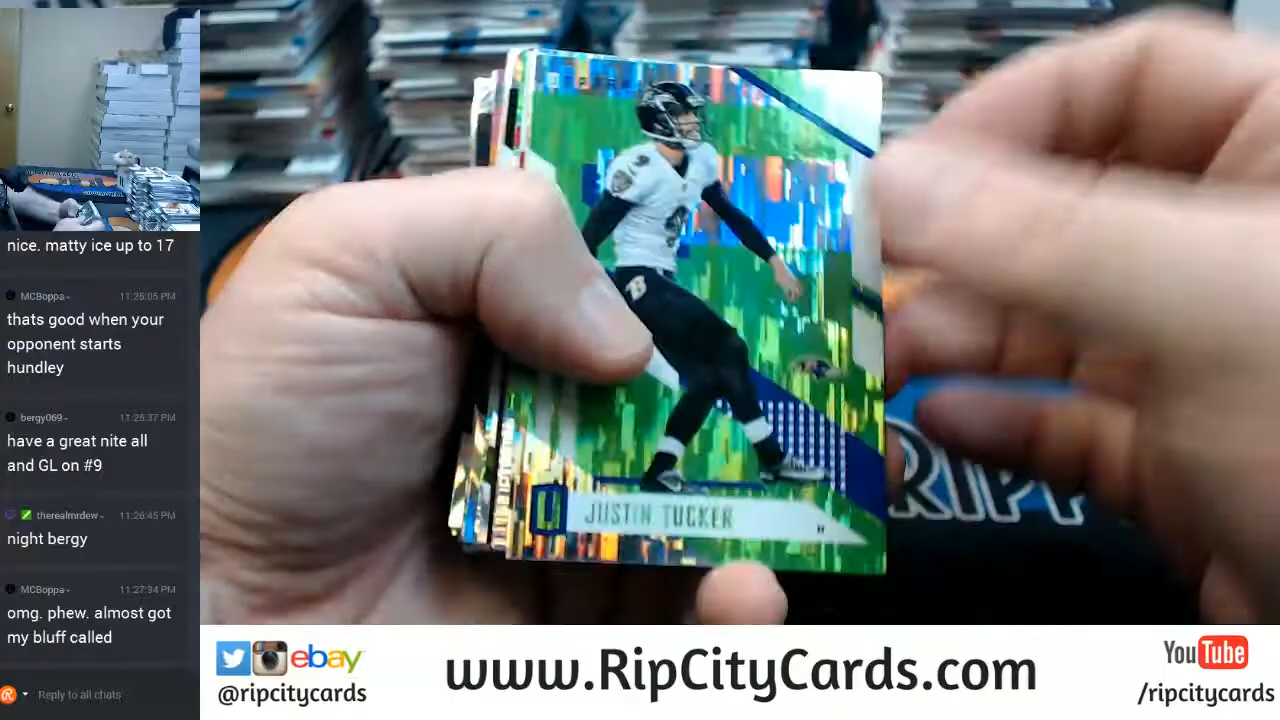 nice. matty ice up to 17
MCBoppa
11:25:05 PM
thats good when your
opponent starts
hundley
bergy069
11:25:37 PM
have a great nite all
and GL on #9
therealmrdew
11:26:45 PM
night bergy
MCBoppa
11:27:34 PM
omg. phew. almost got
my bluff called
Reply to all chats
JUSTIN TUCKER
RIPP
ebay
@ripcitycards
www.RipCityCards.com
YouTube
/ripcitycards